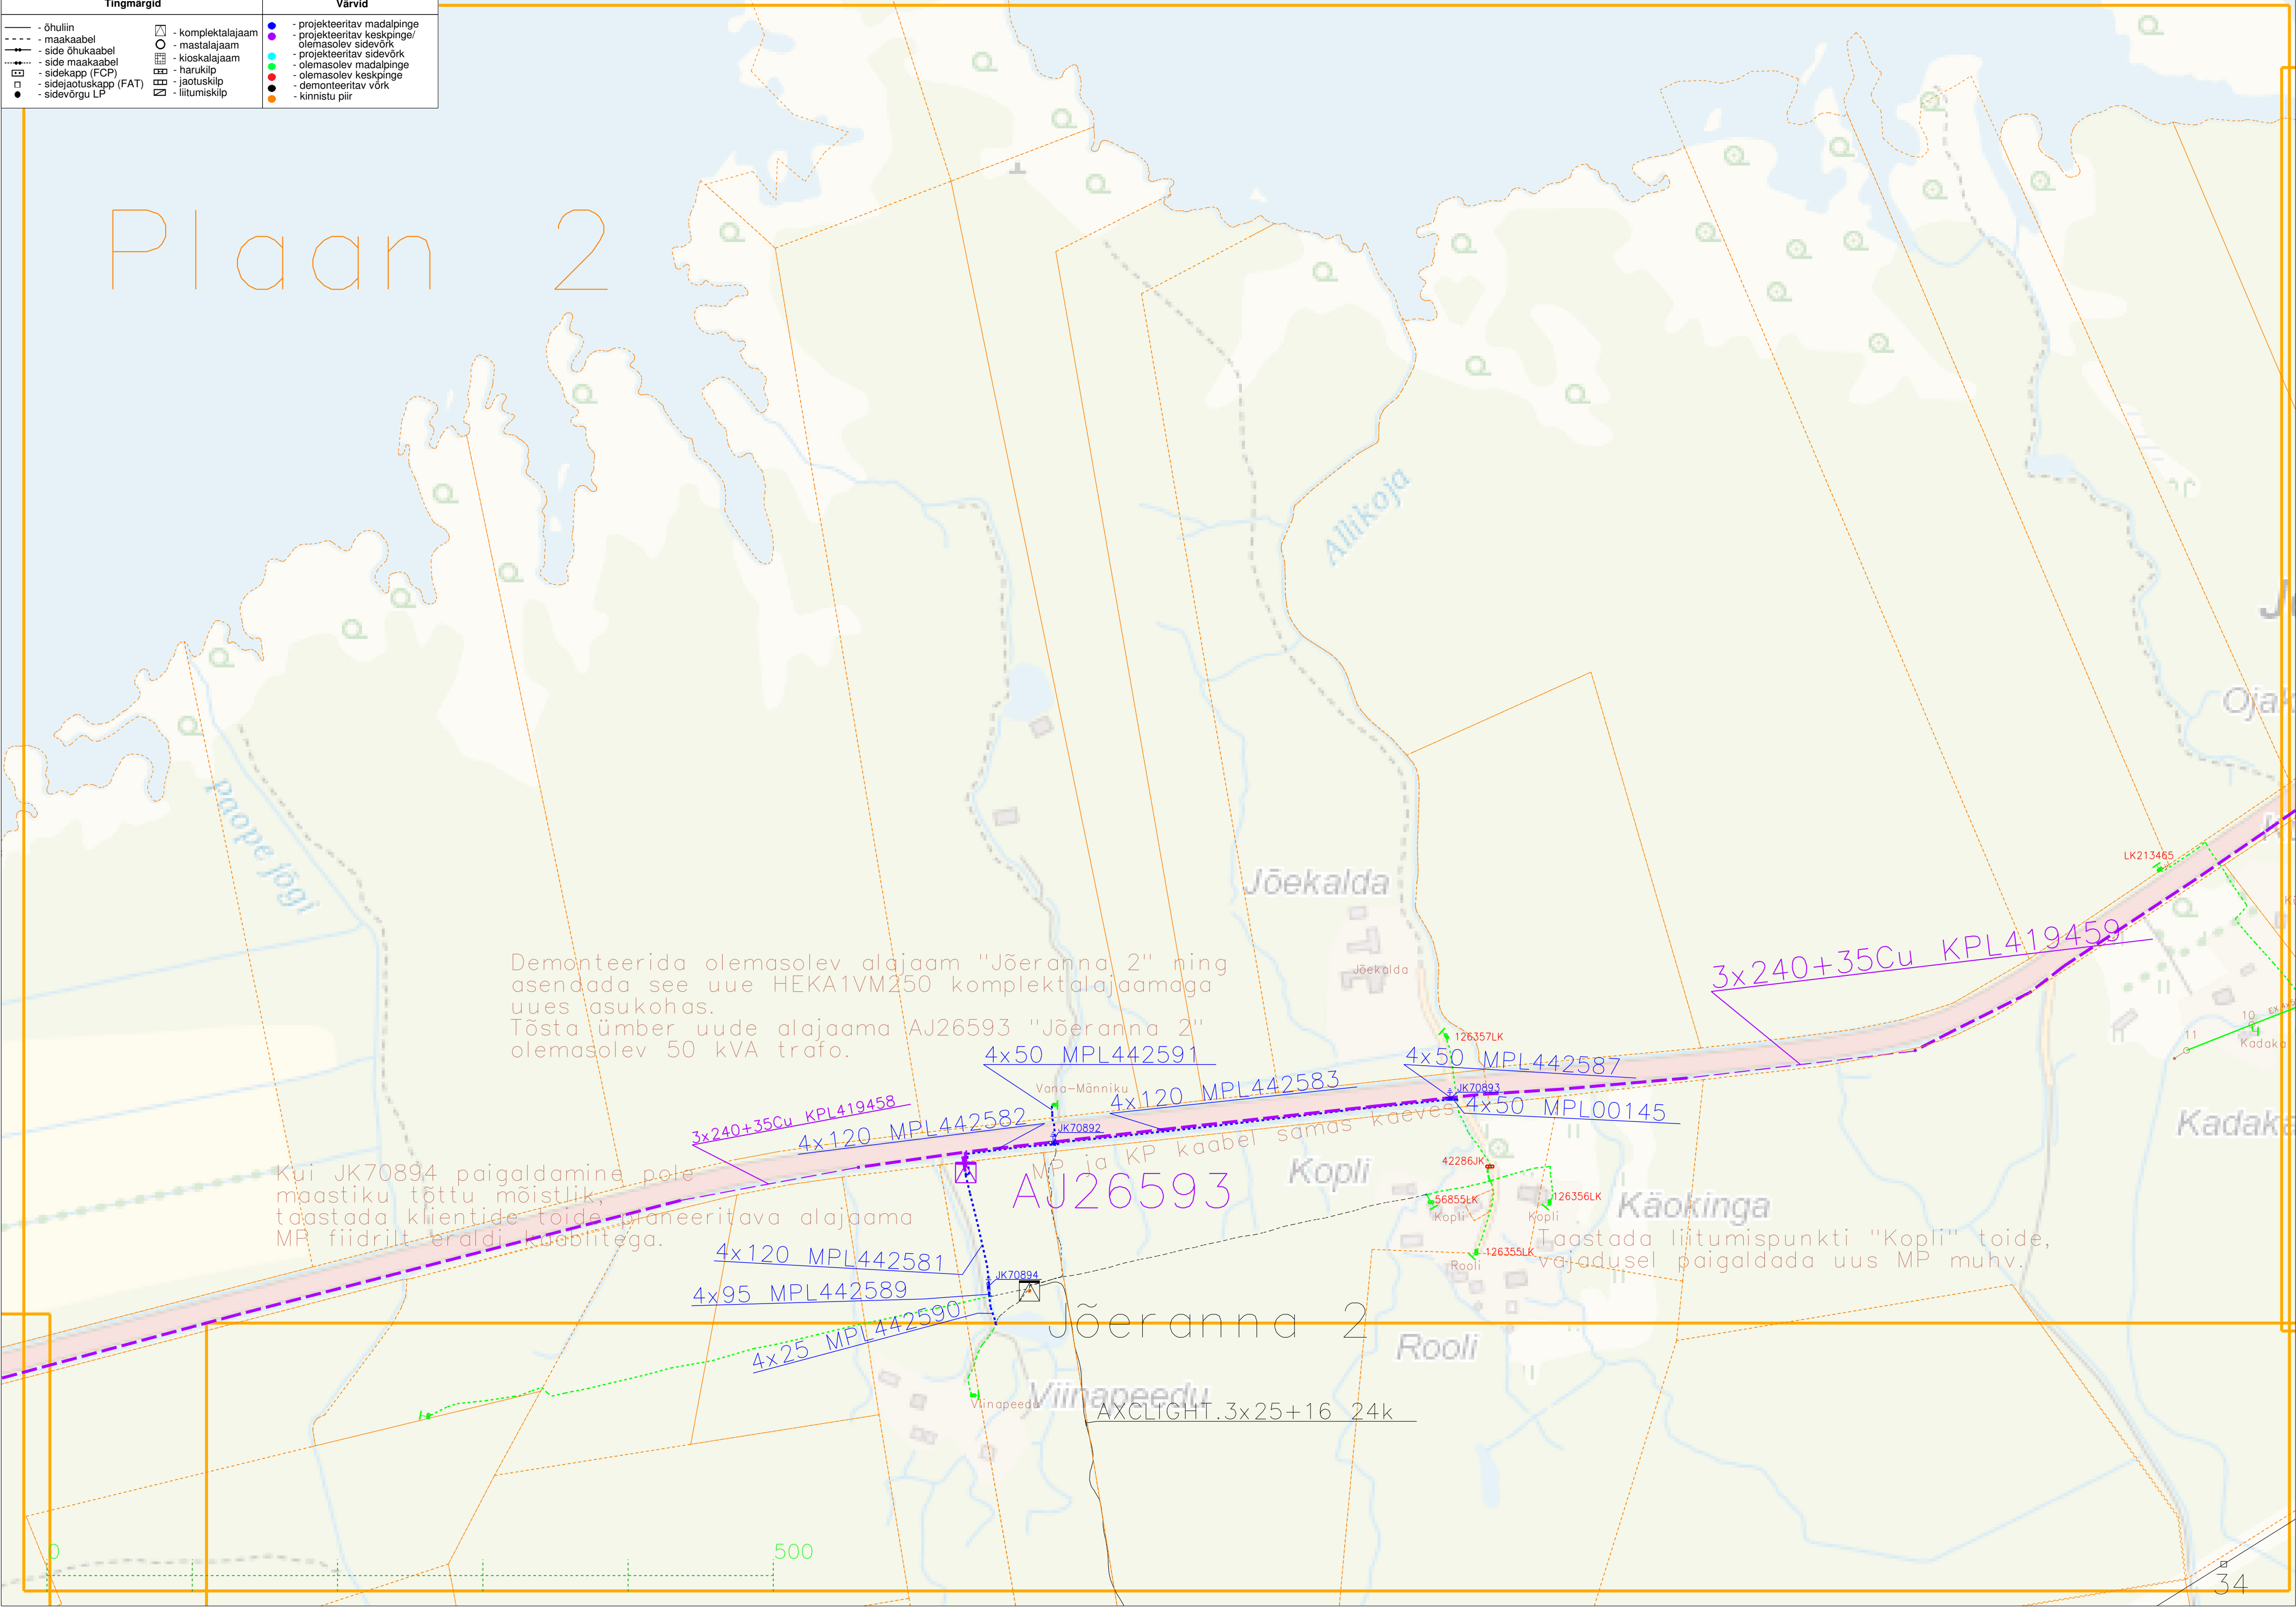 Tingmärgid
Värvid
- õhuliin
- maakaabel
- side õhukaabel
- side maakaabel
- sidekapp (FCP)
- sidejaotuskapp (FAT)
- sidevõrgu LP
- komplektalajaam
- mastalajaam
- kioskalajaam
- harukilp
- jaotuskilp
- liitumiskilp
- projekteeritav madalpinge
- projekteeritav keskpinge/
olemasolev sidevõrk
- projekteeritav sidevõrk
- olemasolev madalpinge
- olemasolev keskpinge
- demonteeritav võrk
- kinnistu piir
Plaan 2
Allikoja
paope jõgi
Ojak
Jõekalda
Jõekalda
LK213465
3x240+35Cu KPL419459
Demonteerida olemasolev alajaam "Jõeranna 2" ning
asendada see uue HEKA1VM250 komplektalajaamaga
uues asukohas.
Tõsta ümber uude alajaama AJ26593 "Jõeranna 2"
olemasolev 50 kVA trafo.
10
11
Kadaka
126357LK
4x50 MPL442591
4x50 MPL442587
Vana-Männiku
JK70893
4x120 MPL442583
4x50 MPL00145
3x240+35Cu KPL419458
4x120 MPL442582
JK70892
MP ja KP kaabel samas kaeves
Kadaka
Kui JK70894 paigaldamine pole
maastiku tõttu mõistlik,
taastada klientide toide planeeritava alajaama
MP fiidrilt eraldi kaablitega.
AJ26593
Kopli
42286JK
56855LK
Kopli
126356LK
Kopli
Käokinga
126355LK
Rooli
Taastada liitumispunkti "Kopli" toide,
vajadusel paigaldada uus MP muhv.
4x120 MPL442581
JK70894
4x95 MPL442589
4x25 MPL442590
Jõeranna 2
Rooli
Viinapeedu
Viinapeedu
AXCLIGHT.3x25+16 24k
0
500
34